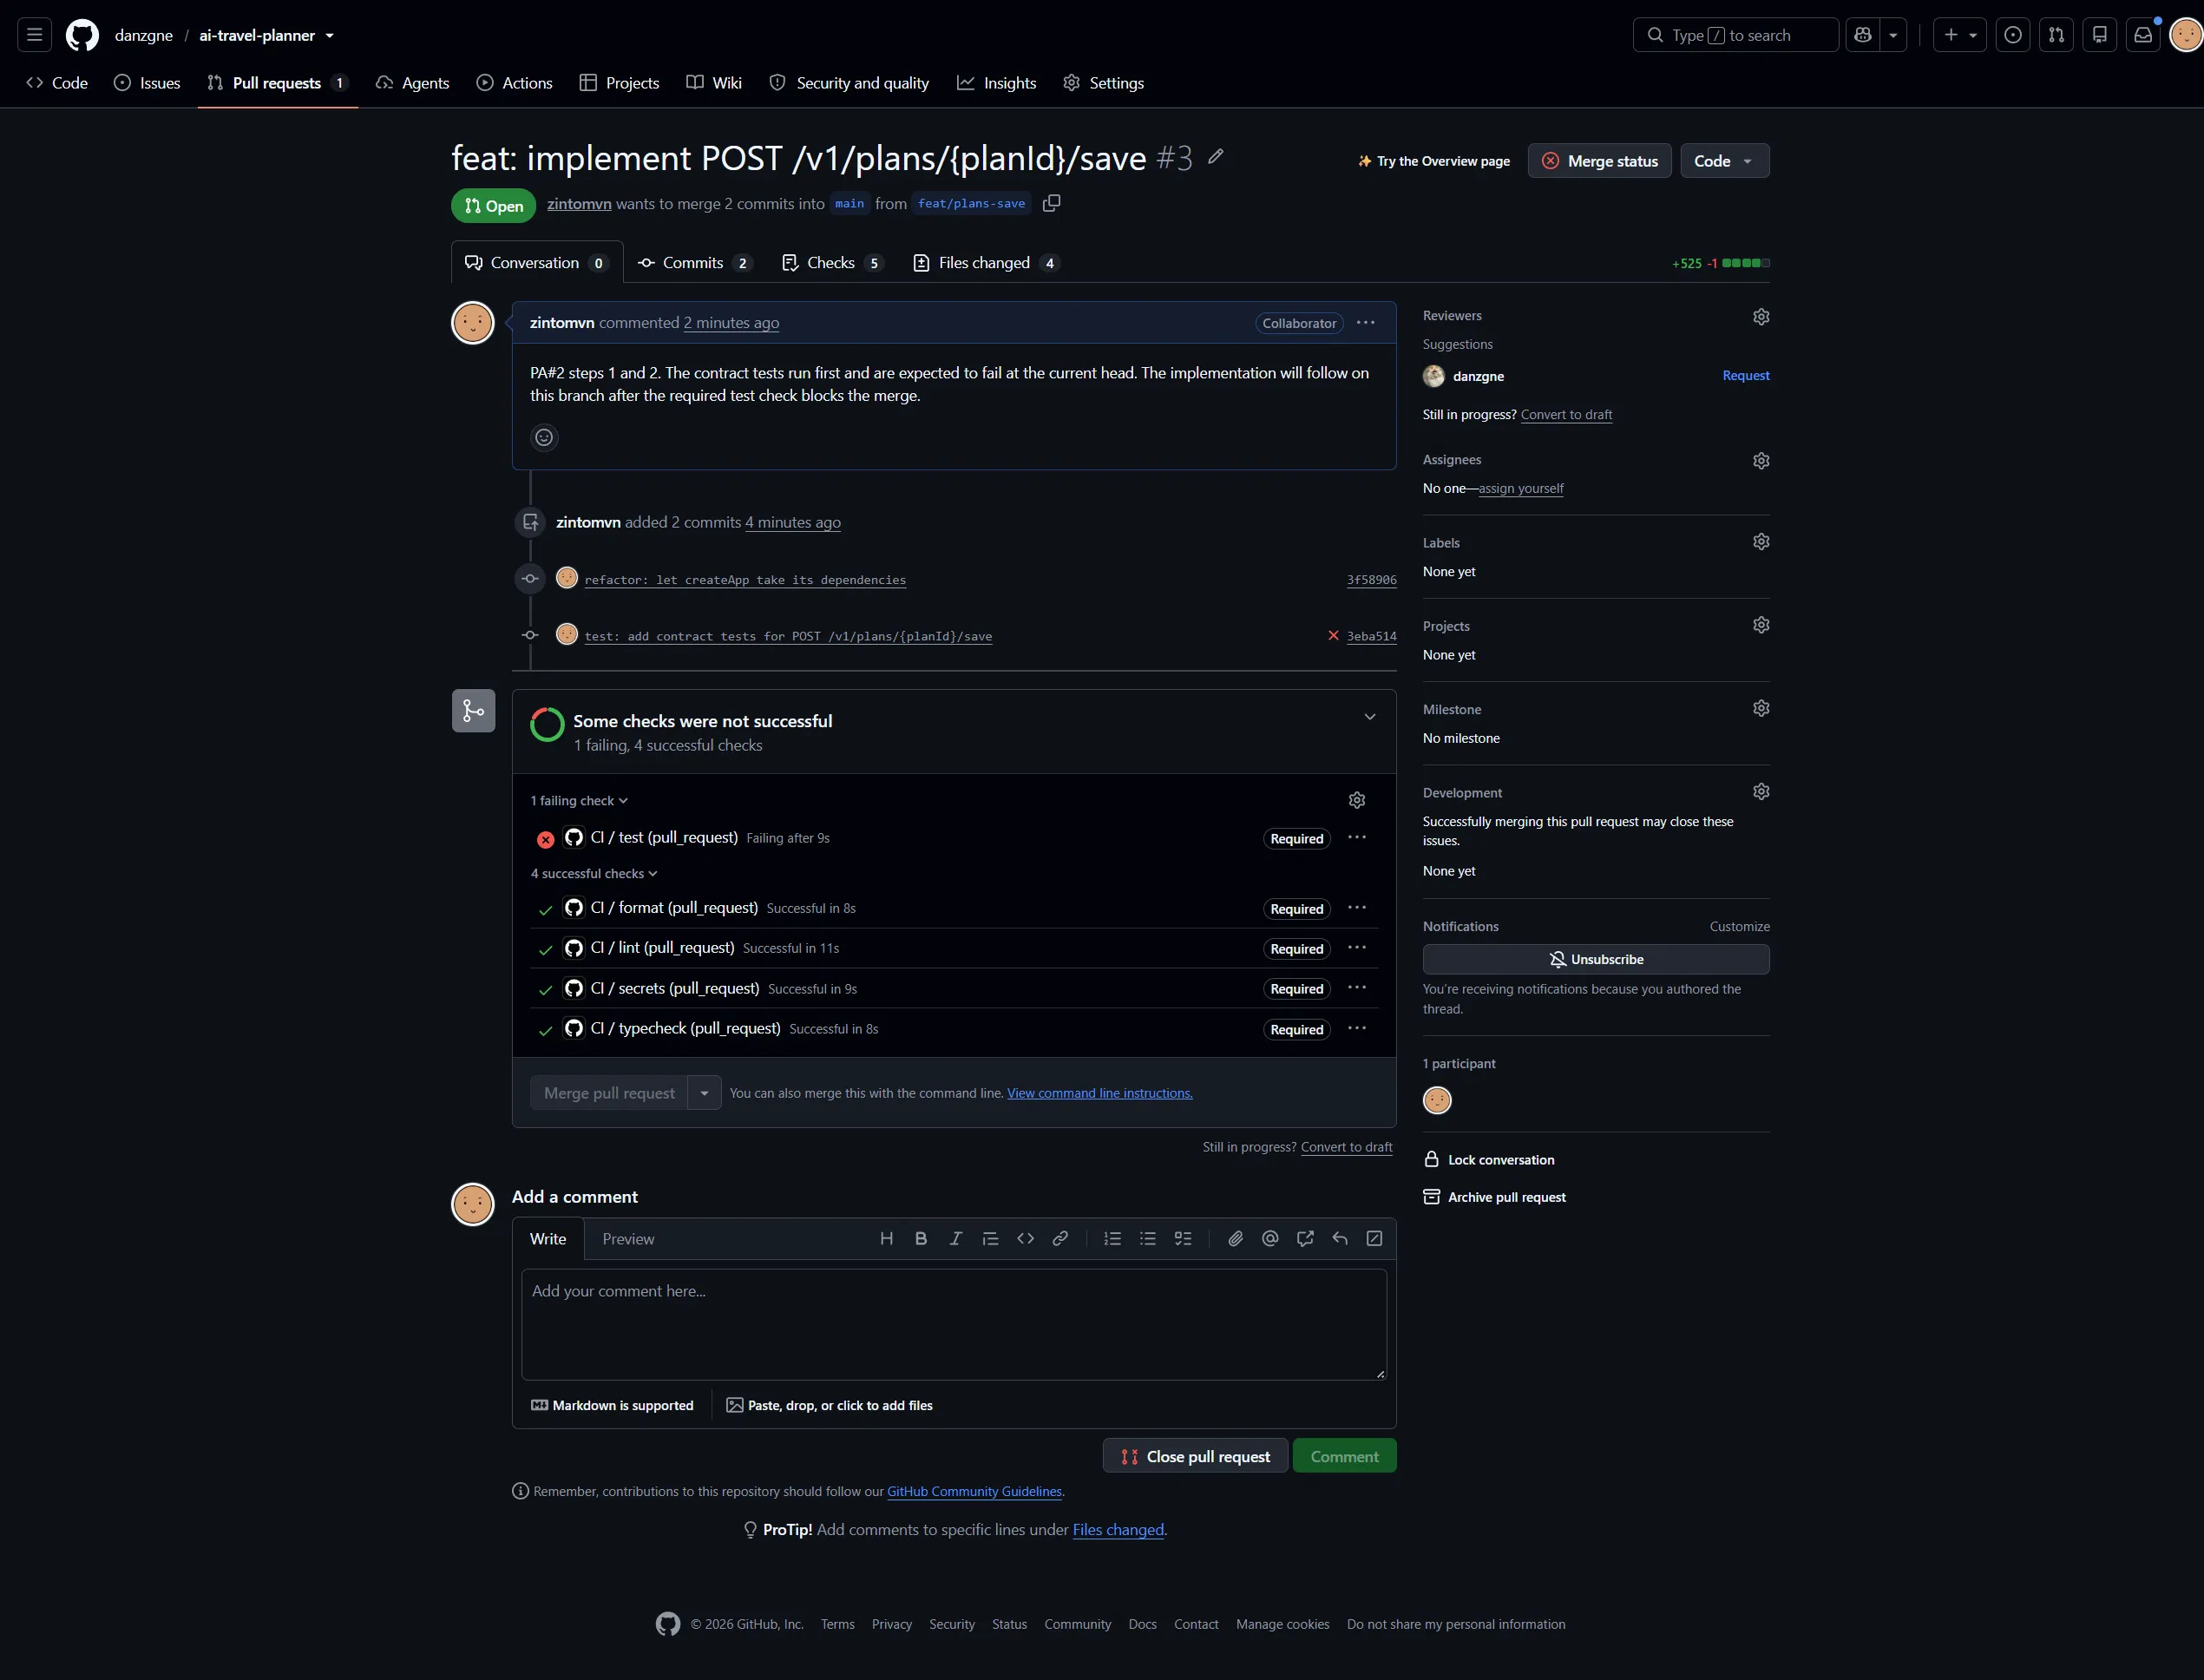 danzgne / ai-travel-planner
Type / to search
Code Issues Pull requests 1 Agents Actions Projects Wiki Security and quality Insights Settings
feat: implement POST /v1/plans/{planId}/save #3
Try the Overview page Merge status Code
Open zintomvn wants to merge 2 commits into main from feat/plans-save
Conversation 0 Commits 2 Checks 5 Files changed 4 +525 -1
zintomvn commented 2 minutes ago Collaborator
PA#2 steps 1 and 2. The contract tests run first and are expected to fail at the current head. The implementation will follow on
this branch after the required test check blocks the merge.
zintomvn added 2 commits 4 minutes ago
refactor: let createApp take its dependencies 3f58906
test: add contract tests for POST /v1/plans/{planId}/save 3eba514
Some checks were not successful
1 failing, 4 successful checks
1 failing check
CI / test (pull_request) Failing after 9s Required
4 successful checks
CI / format (pull_request) Successful in 8s Required
CI / lint (pull_request) Successful in 11s Required
CI / secrets (pull_request) Successful in 9s Required
CI / typecheck (pull_request) Successful in 8s Required
Merge pull request You can also merge this with the command line. View command line instructions.
Still in progress? Convert to draft
Add a comment
Write Preview
Add your comment here...
Markdown is supported Paste, drop, or click to add files
Close pull request Comment
Remember, contributions to this repository should follow our GitHub Community Guidelines.
ProTip! Add comments to specific lines under Files changed.
Reviewers
Suggestions
danzgne Request
Still in progress? Convert to draft
Assignees
No one—assign yourself
Labels
None yet
Projects
None yet
Milestone
No milestone
Development
Successfully merging this pull request may close these
issues.
None yet
Notifications Customize
Unsubscribe
You're receiving notifications because you authored the
thread.
1 participant
Lock conversation
Archive pull request
© 2026 GitHub, Inc. Terms Privacy Security Status Community Docs Contact Manage cookies Do not share my personal information